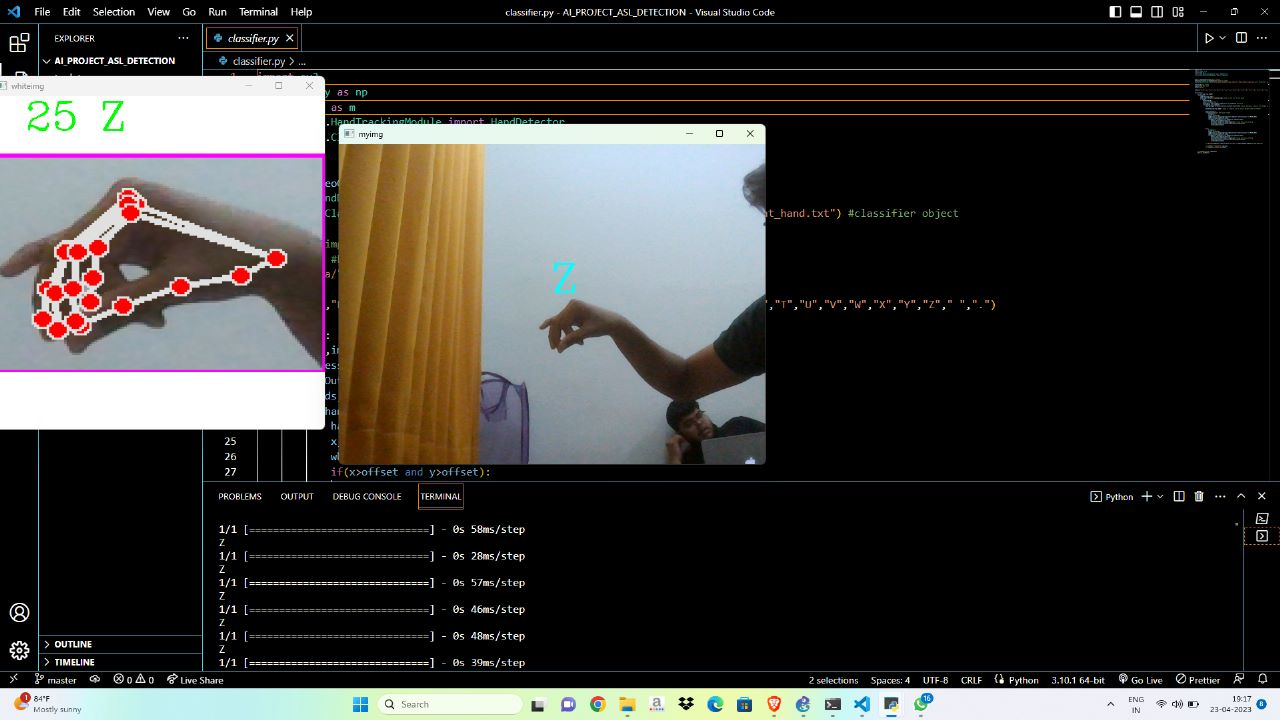 File Edit Selection View Go Run Terminal Help
classifier.py - AI_PROJECT_ASL_DETECTION - Visual Studio Code
EXPLORER
AI_PROJECT_ASL_DETECTION
classifier.py
classifier.py > ...
whiteimg
25 Z
myimg
Z
y as np
as m
.HandTrackingModule import HandDetector
t_hand.txt") #classifier object
,"T","U","V","W","X","Y","Z"," ",".")
25
26
27
if(x>offset and y>offset):
PROBLEMS OUTPUT DEBUG CONSOLE TERMINAL
Python
1/1 [==============================] - 0s 58ms/step
Z
1/1 [==============================] - 0s 28ms/step
Z
1/1 [==============================] - 0s 57ms/step
Z
1/1 [==============================] - 0s 46ms/step
Z
1/1 [==============================] - 0s 48ms/step
Z
1/1 [==============================] - 0s 39ms/step
OUTLINE
TIMELINE
master 0 0 Live Share
2 selections Spaces: 4 UTF-8 CRLF Python 3.10.1 64-bit Go Live Prettier
1
84°F
Mostly sunny
Search
16
ENG
IN
19:17
23-04-2023
8